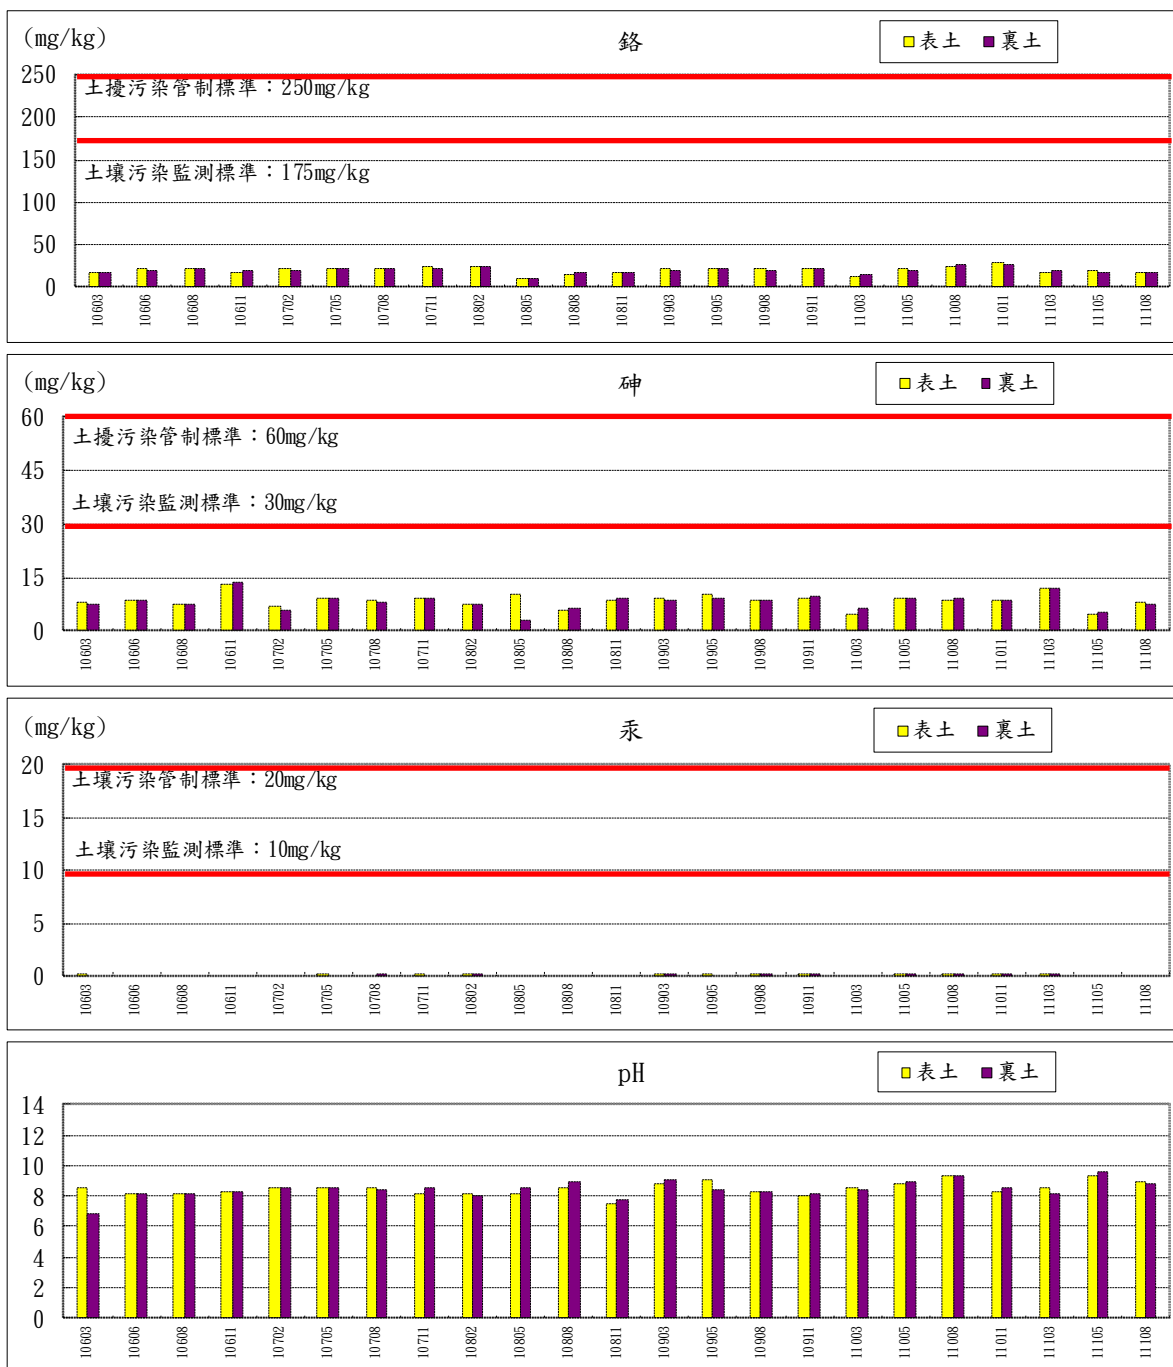 (mg/kg)
鉻
表土 裏土
250
土擾污染管制標準：250mg/kg
200
150
土壤污染監測標準：175mg/kg
100
50
0
10603 10606 10608 10611 10702 10705 10708 10711 10802 10805 10808 10811 10903 10905 10908 10911 11003 11005 11008 11011 11103 11105 11108
(mg/kg)
砷
表土 裏土
60
土擾污染管制標準：60mg/kg
45
土壤污染監測標準：30mg/kg
30
15
0
10603 10606 10608 10611 10702 10705 10708 10711 10802 10805 10808 10811 10903 10905 10908 10911 11003 11005 11008 11011 11103 11105 11108
(mg/kg)
汞
表土 裏土
20
土壤污染管制標準：20mg/kg
15
土壤污染監測標準：10mg/kg
10
5
0
10603 10606 10608 10611 10702 10705 10708 10711 10802 10805 10808 10811 10903 10905 10908 10911 11003 11005 11008 11011 11103 11105 11108
pH
表土 裏土
14
12
10
8
6
4
2
0
10603 10606 10608 10611 10702 10705 10708 10711 10802 10805 10808 10811 10903 10905 10908 10911 11003 11005 11008 11011 11103 11105 11108